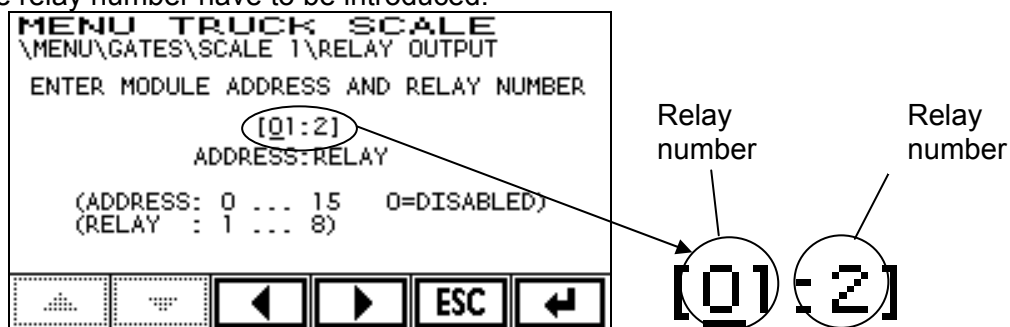 e relay number have to be introduced.
MENU TRUCK SCALE
\MENU\GATES\SCALE 1\RELAY OUTPUT
ENTER MODULE ADDRESS AND RELAY NUMBER
[01:2]
ADDRESS:RELAY
(ADDRESS: 0 ... 15 0=DISABLED)
(RELAY : 1 ... 8)
ESC
Relay number
Relay number
[01:2]